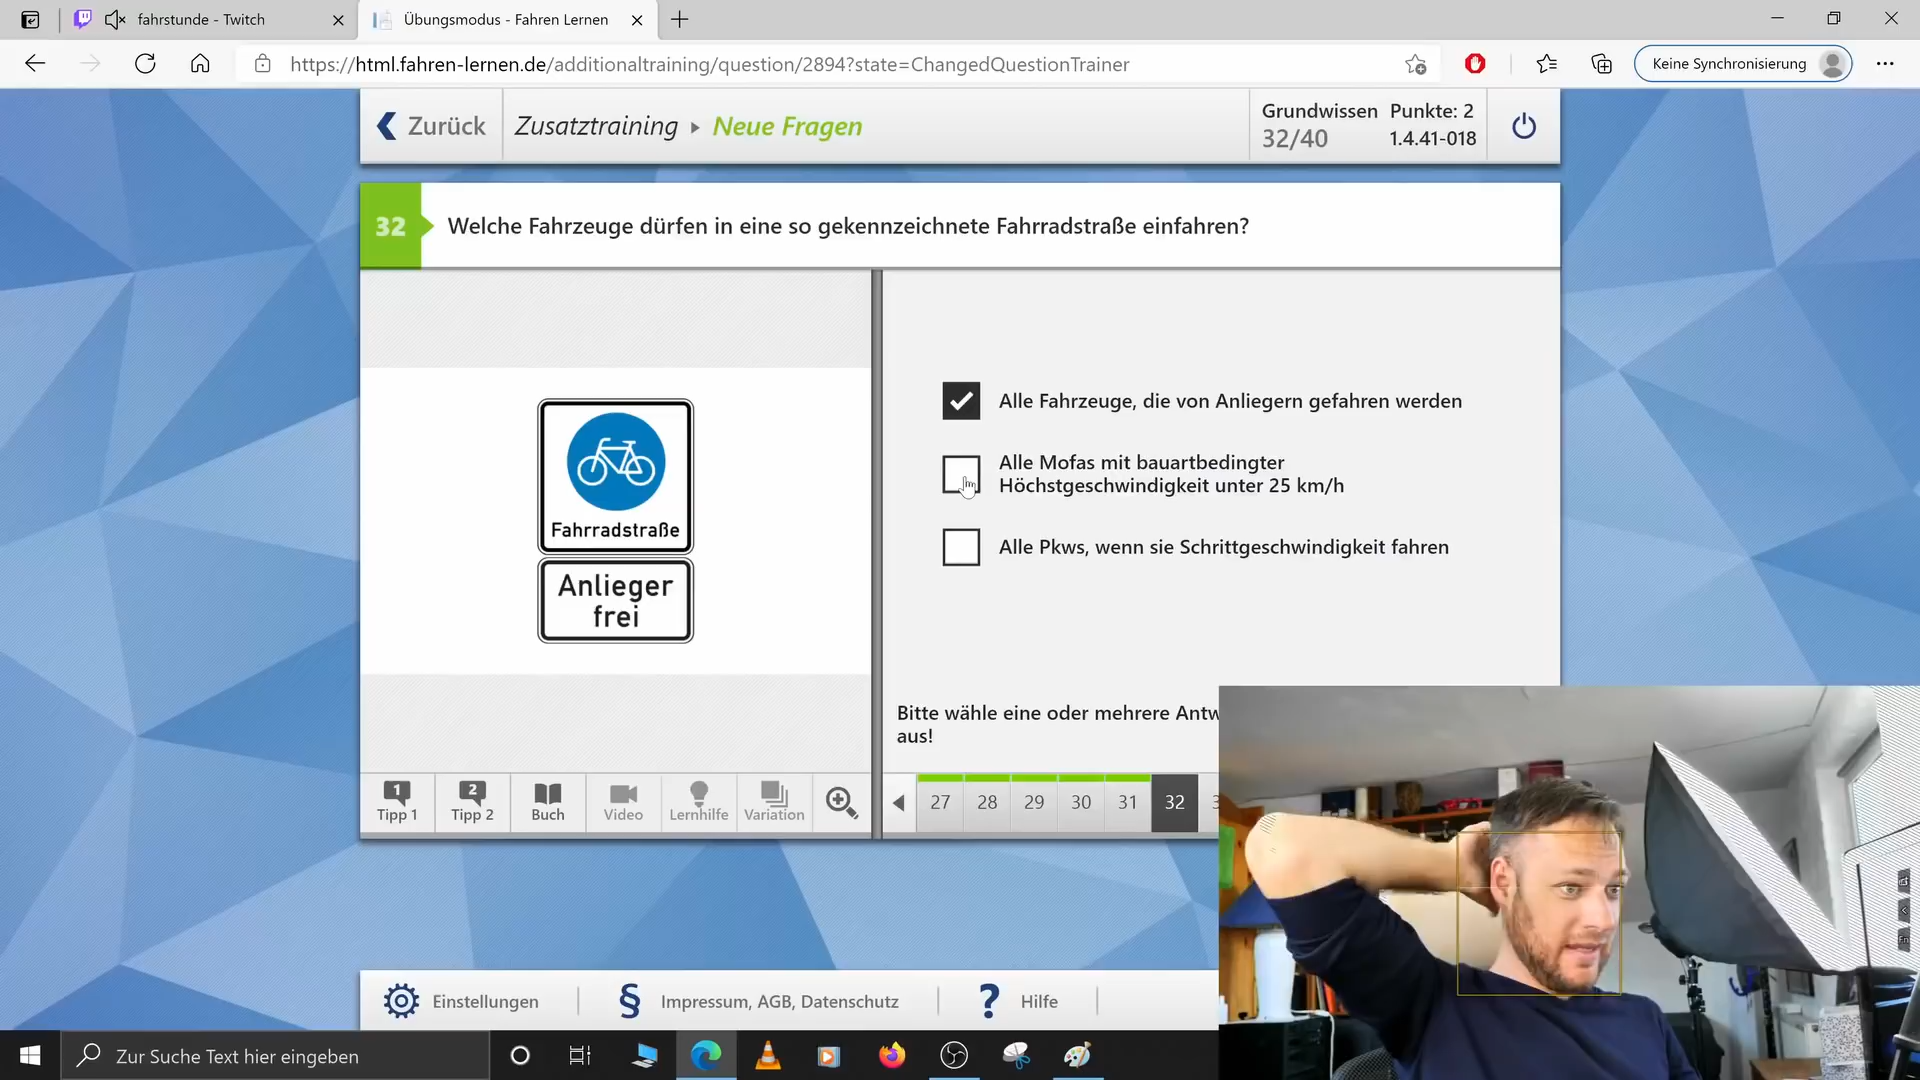 fahrstunde - Twitch
Übungsmodus - Fahren Lernen
https://html.fahren-lernen.de/additionaltraining/question/2894?state=ChangedQuestionTrainer
Keine Synchronisierung
Zurück
Zusatztraining
Neue Fragen
Grundwissen
32/40
Punkte: 2
1.4.41-018
32
Welche Fahrzeuge dürfen in eine so gekennzeichnete Fahrradstraße einfahren?
Fahrradstraße
Anlieger
frei
Alle Fahrzeuge, die von Anliegern gefahren werden
Alle Mofas mit bauartbedingter
Höchstgeschwindigkeit unter 25 km/h
Alle Pkws, wenn sie Schrittgeschwindigkeit fahren
Bitte wähle eine oder mehrere Antw
aus!
1
Tipp 1
2
Tipp 2
Buch
Video
Lernhilfe
Variation
27
28
29
30
31
32
Einstellungen
§
Impressum, AGB, Datenschutz
?
Hilfe
Zur Suche Text hier eingeben